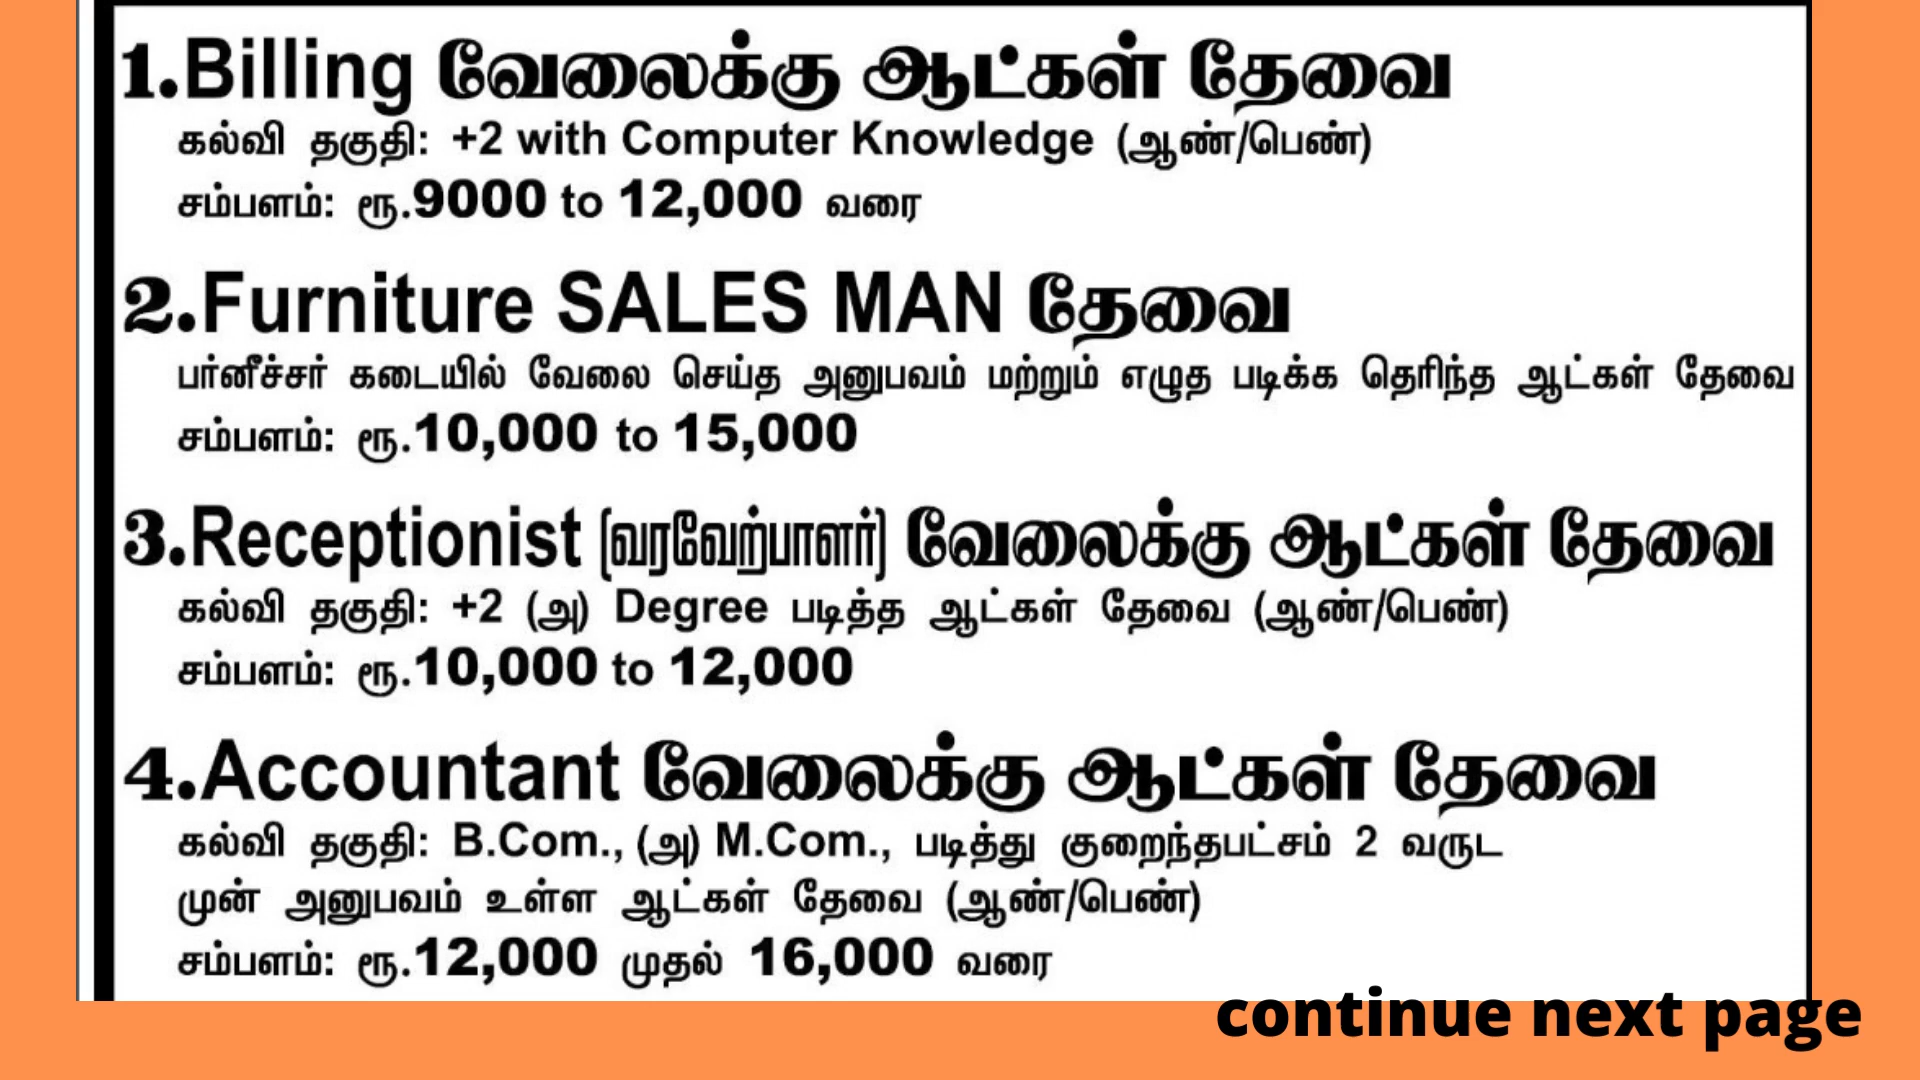 1.Billing வேலைக்கு ஆட்கள் தேவை
கல்வி தகுதி: +2 with Computer Knowledge (ஆண்/பெண்)
சம்பளம்: ரூ.9000 to 12,000 வரை
2.Furniture SALES MAN தேவை
பர்னீச்சர் கடையில் வேலை செய்த அனுபவம் மற்றும் எழுத படிக்க தெரிந்த ஆட்கள் தேவை
சம்பளம்: ரூ.10,000 to 15,000
3.Receptionist (வரவேற்பாளர்) வேலைக்கு ஆட்கள் தேவை
கல்வி தகுதி: +2 (அ) Degree படித்த ஆட்கள் தேவை (ஆண்/பெண்)
சம்பளம்: ரூ.10,000 to 12,000
4.Accountant வேலைக்கு ஆட்கள் தேவை
கல்வி தகுதி: B.Com., (அ) M.Com., படித்து குறைந்தபட்சம் 2 வருட
முன் அனுபவம் உள்ள ஆட்கள் தேவை (ஆண்/பெண்)
சம்பளம்: ரூ.12,000 முதல் 16,000 வரை
continue next page